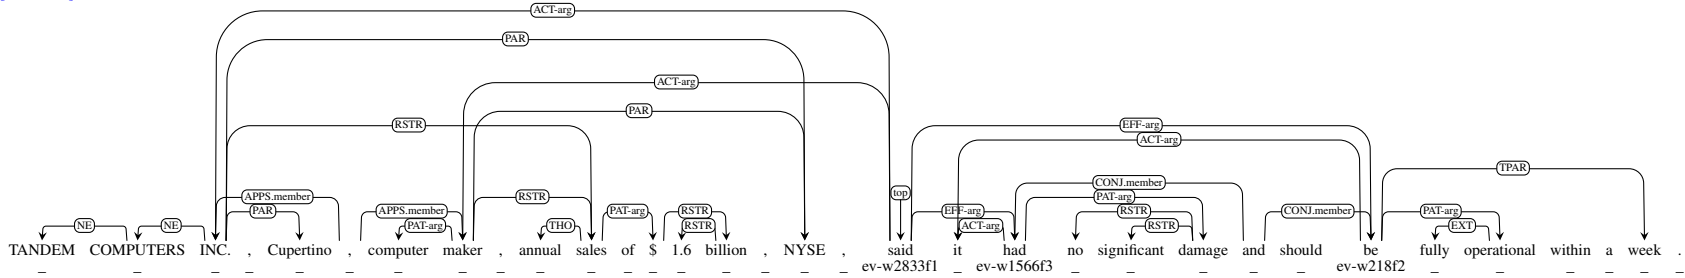 ACT-arg
PAR
ACT-arg
PAR
RSTR EFF-arg
ACT-arg
TPAR
top CONJ.member
APPS.member RSTR PAT-arg
NE NE PAR APPS.member PAT-arg RSTR EFF-arg RSTR CONJ.member PAT-arg
PAT-arg THO RSTR ACT-arg RSTR EXT
TANDEM COMPUTERS INC. , Cupertino , computer maker , annual sales of $ 1.6 billion , NYSE , said it had no significant damage and should be fully operational within a week .
_ _ _ _ _ _ _ _ _ _ _ _ _ _ _ _ _ _ ev-w2833f1 _ ev-w1566f3 _ _ _ _ _ ev-w218f2 _ _ _ _ _ _